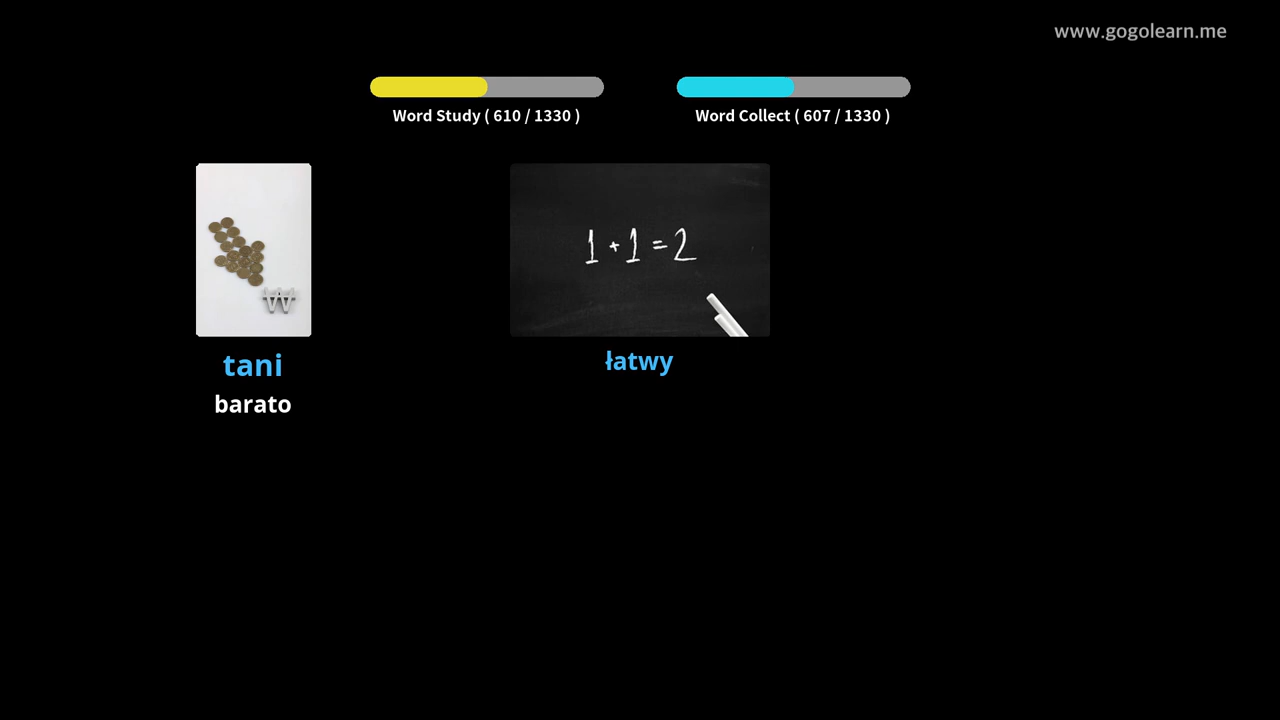 www.gogolearn.me
Word Study ( 610 / 1330 )
Word Collect ( 607 / 1330 )
₩
1 + 1 = 2
tani
łatwy
barato